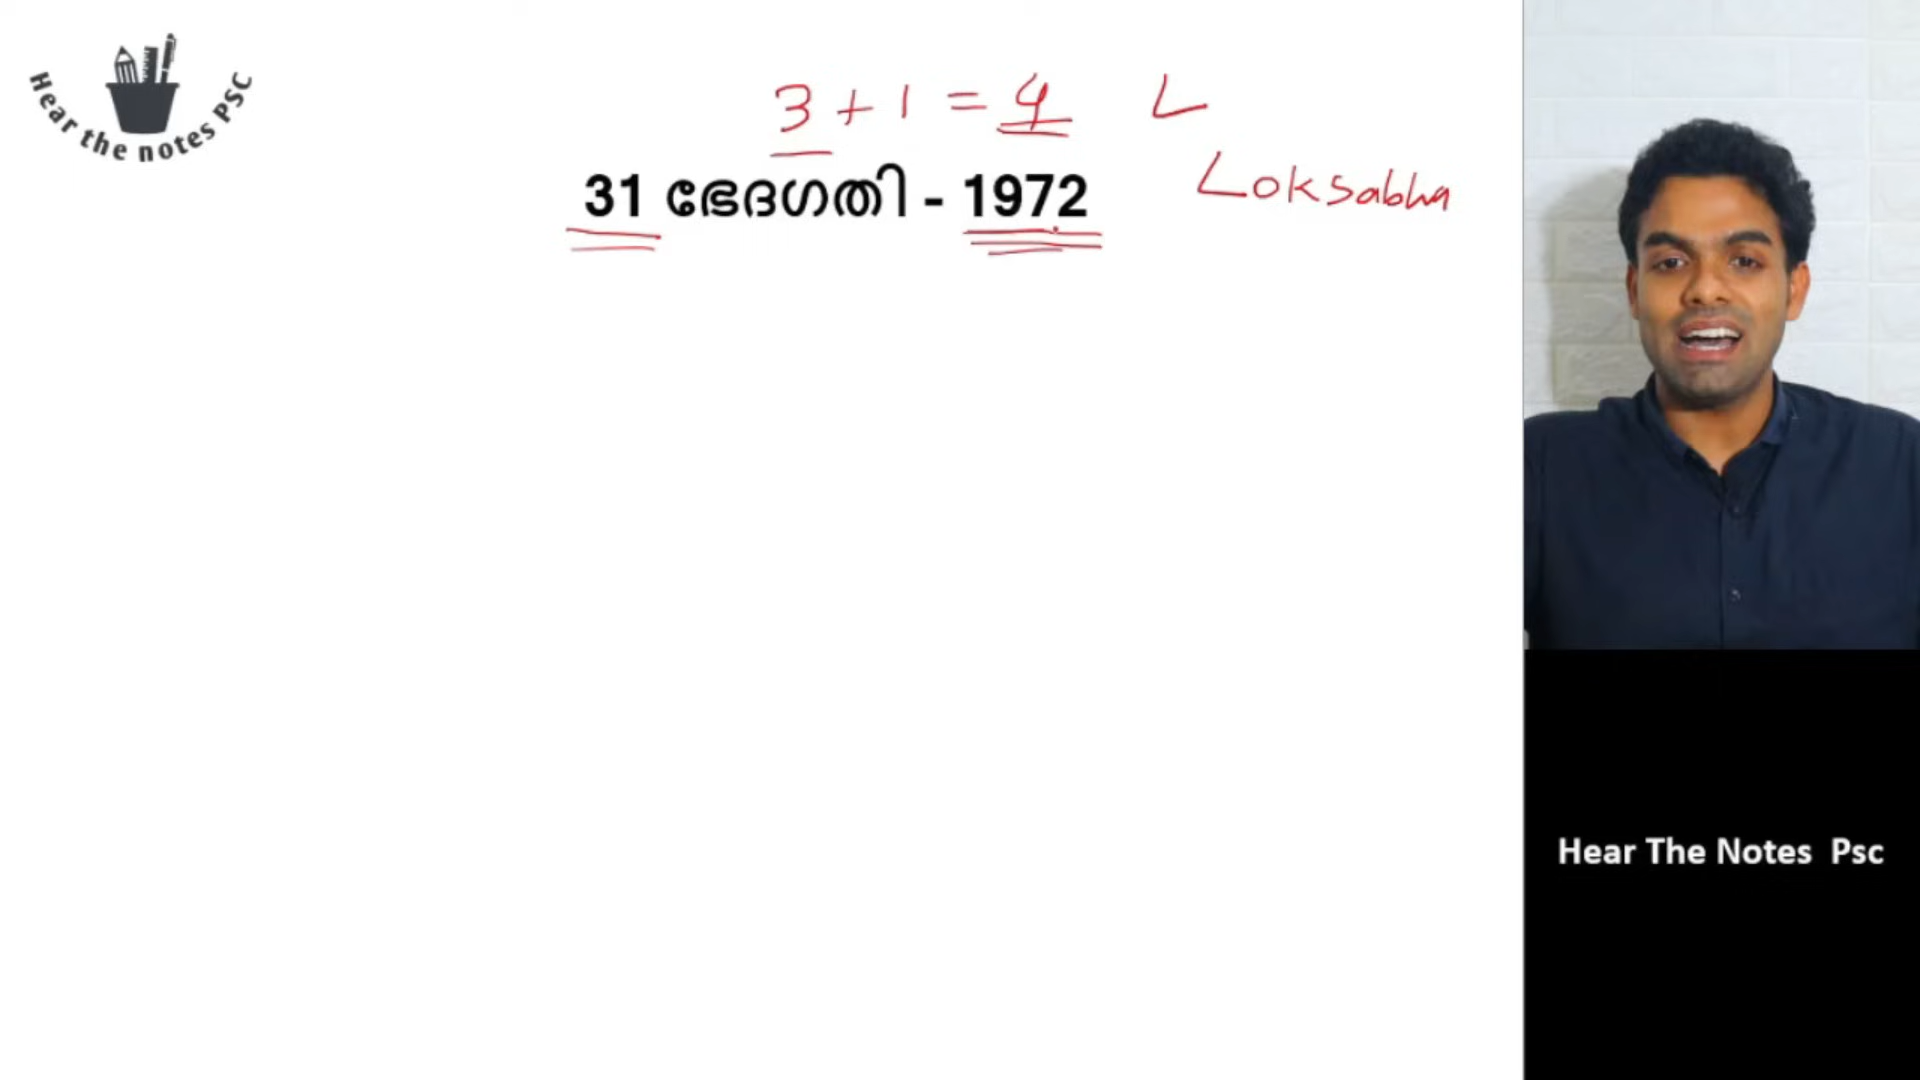 Hear the notes PSC
3 + 1 = 4 L
31 ഭേദഗതി - 1972
Loksabha
Hear The Notes Psc